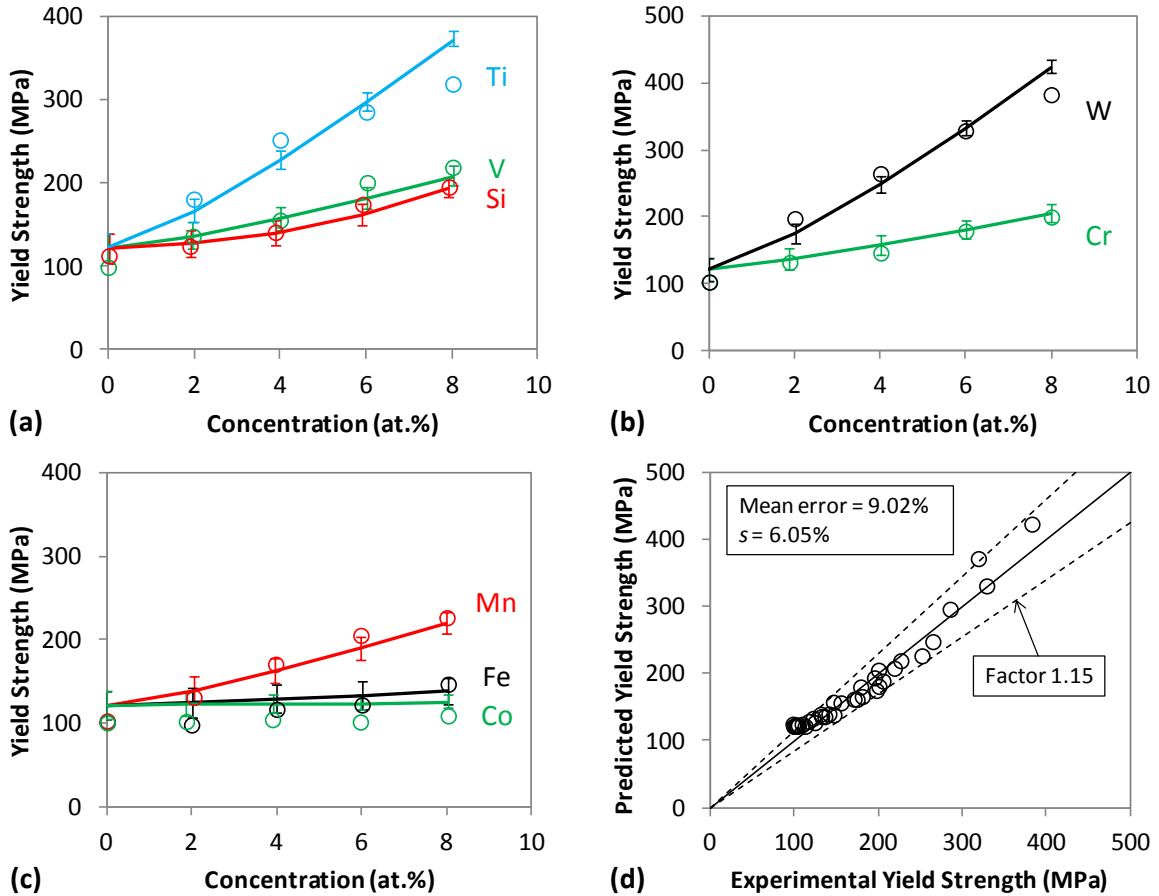 400
300
200
100
0
Yield Strength (MPa)
Ti
V
Si
0 2 4 6 8 10
(a) Concentration (at.%)
500
400
300
200
100
0
Yield Strength (MPa)
W
Cr
0 2 4 6 8 10
(b) Concentration (at.%)
400
300
200
100
0
Yield Strength (MPa)
Mn
Fe
Co
0 2 4 6 8 10
(c) Concentration (at.%)
500
400
300
200
100
0
Predicted Yield Strength (MPa)
Mean error = 9.02%
s = 6.05%
Factor 1.15
0 100 200 300 400 500
(d) Experimental Yield Strength (MPa)